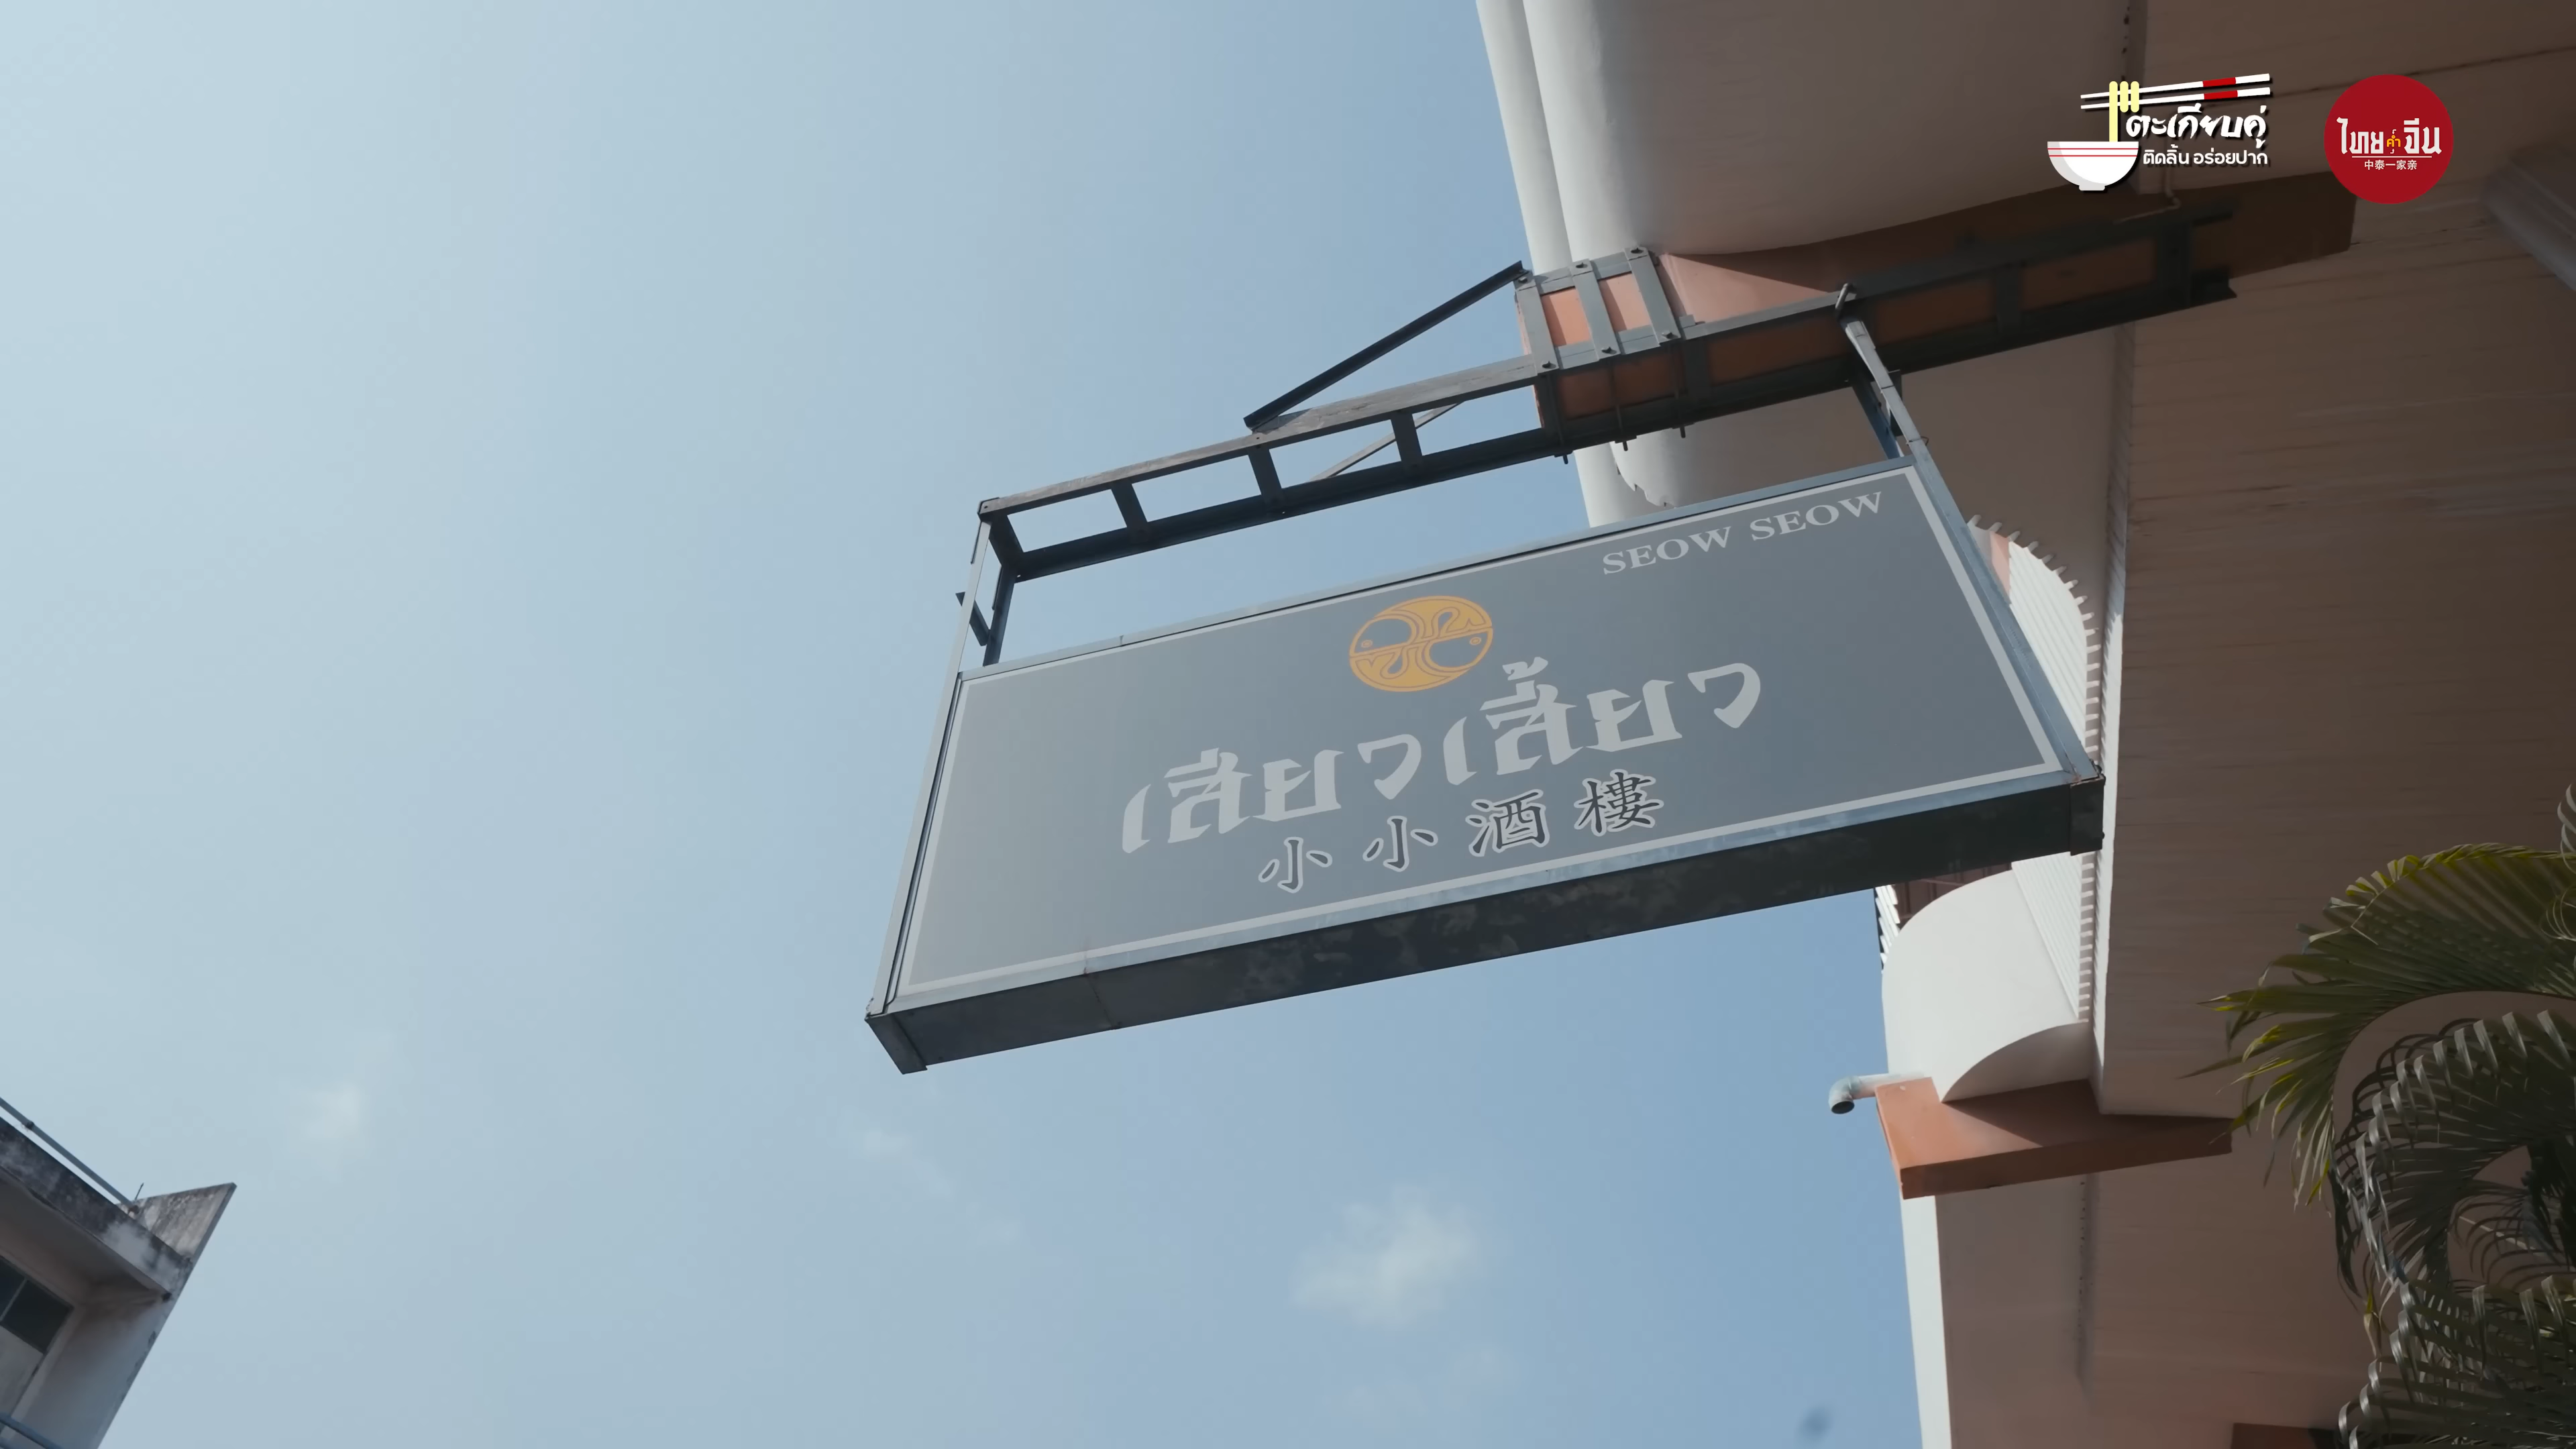 ตะเกียบคู่
ติดลิ้น อร่อยปาก
ไทยคำ่จีน
中泰一家亲
SEOW SEOW
เสียวเสี้ยว
小小酒樓